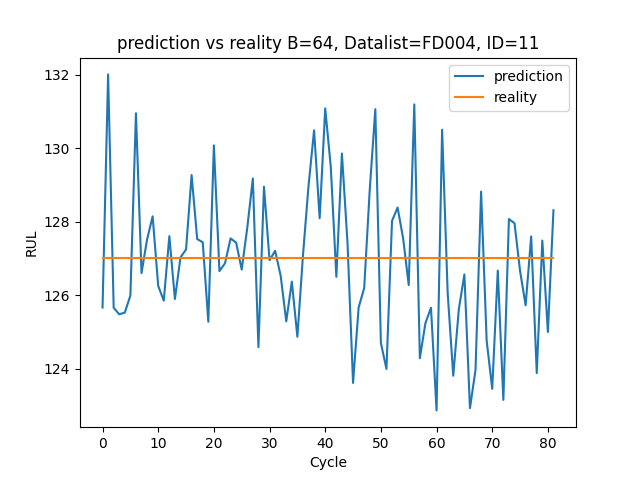 prediction vs reality B=64, Datalist=FD004, ID=11
prediction
reality
132
130
128
126
124
RUL
0 10 20 30 40 50 60 70 80
Cycle